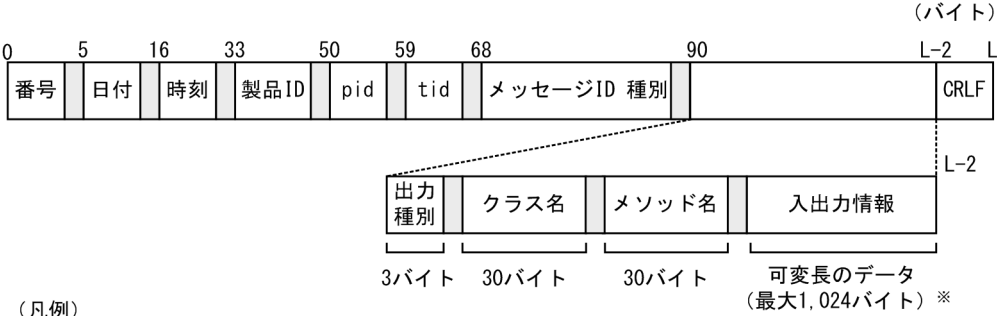 （バイト）
0 5 16 33 50 59 68 90 L-2 L
番号 日付 時刻 製品ID pid tid メッセージID 種別 CRLF
L-2
出力
種別 クラス名 メソッド名 入出力情報
3バイト 30バイト 30バイト 可変長のデータ
（最大1,024バイト）※
（凡例）